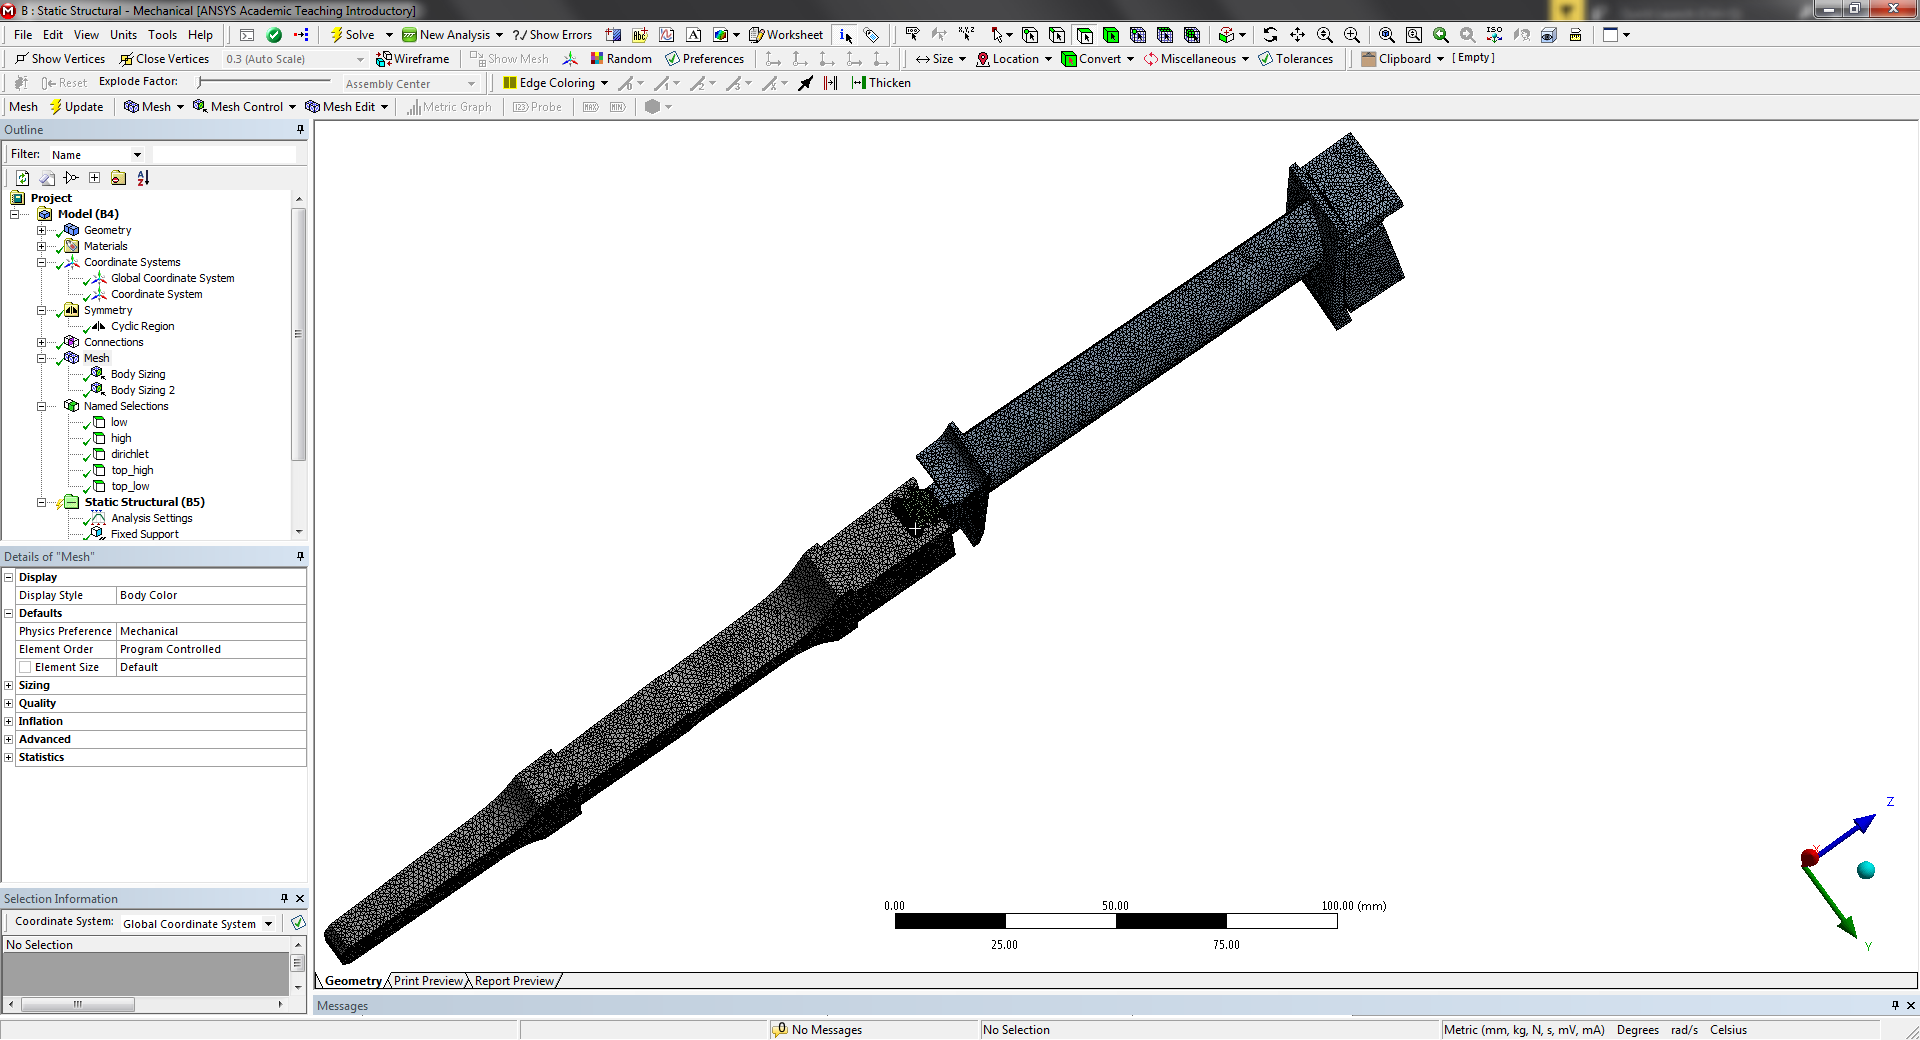 B : Static Structural - Mechanical [ANSYS Academic Teaching Introductory]
File Edit View Units Tools Help Solve New Analysis ?/ Show Errors Worksheet
Show Vertices Close Vertices 0.3 (Auto Scale) Wireframe Show Mesh Random Preferences Size Location Convert Miscellaneous Tolerances Clipboard [ Empty ]
Reset Explode Factor: Assembly Center Edge Coloring Thicken
Mesh Update Mesh Mesh Control Mesh Edit Metric Graph Probe MAX MIN
Outline
Filter: Name
Project
Model (B4)
Geometry
Materials
Coordinate Systems
Global Coordinate System
Coordinate System
Symmetry
Cyclic Region
Connections
Mesh
Body Sizing
Body Sizing 2
Named Selections
low
high
dirichlet
top_high
top_low
Static Structural (B5)
Analysis Settings
Fixed Support
Details of "Mesh"
Display
Display Style Body Color
Defaults
Physics Preference Mechanical
Element Order Program Controlled
Element Size Default
Sizing
Quality
Inflation
Advanced
Statistics
Selection Information
Coordinate System: Global Coordinate System
No Selection
0.00 50.00 100.00 (mm)
25.00 75.00
Z
X
Y
Geometry Print Preview Report Preview
Messages
0 No Messages No Selection Metric (mm, kg, N, s, mV, mA) Degrees rad/s Celsius